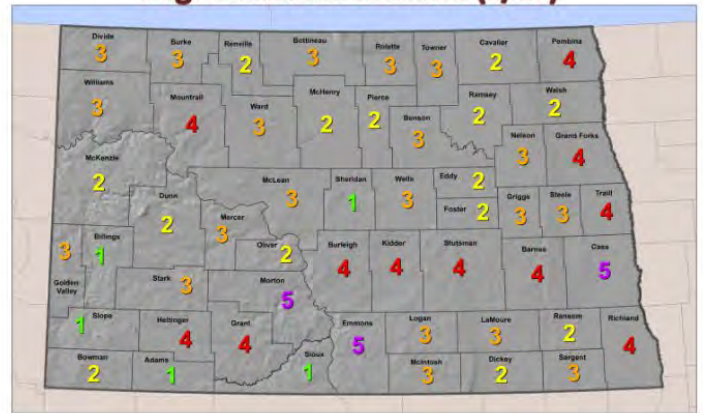 Divide
3
Burke
3
Renville
2
Bottineau
3
Rolette
3
Towner
3
Cavalier
2
Pembina
4
Williams
3
Mountrail
4
Ward
3
McHenry
2
Pierce
2
Benson
3
Ramsey
2
Walsh
2
Nelson
3
Grand Forks
4
McKenzie
2
Dunn
2
McLean
3
Mercer
3
Sheridan
1
Wells
3
Eddy 2
Foster 2
Griggs
3
Steele
3
Traill
4
3
Golden
Valley
Billings
1
Stark 3
Oliver 2
Morton
5
Burleigh
4
Kidder
4
Stutsman
4
Barnes
4
Cass
5
Slope
1
Hettinger
4
Grant
4
Emmons
5
Logan
3
LaMoure
3
Ransom
2
Richland
4
Bowman
2
Adams
1
Sioux
1
McIntosh
3
Dickey
2
Sargent
3